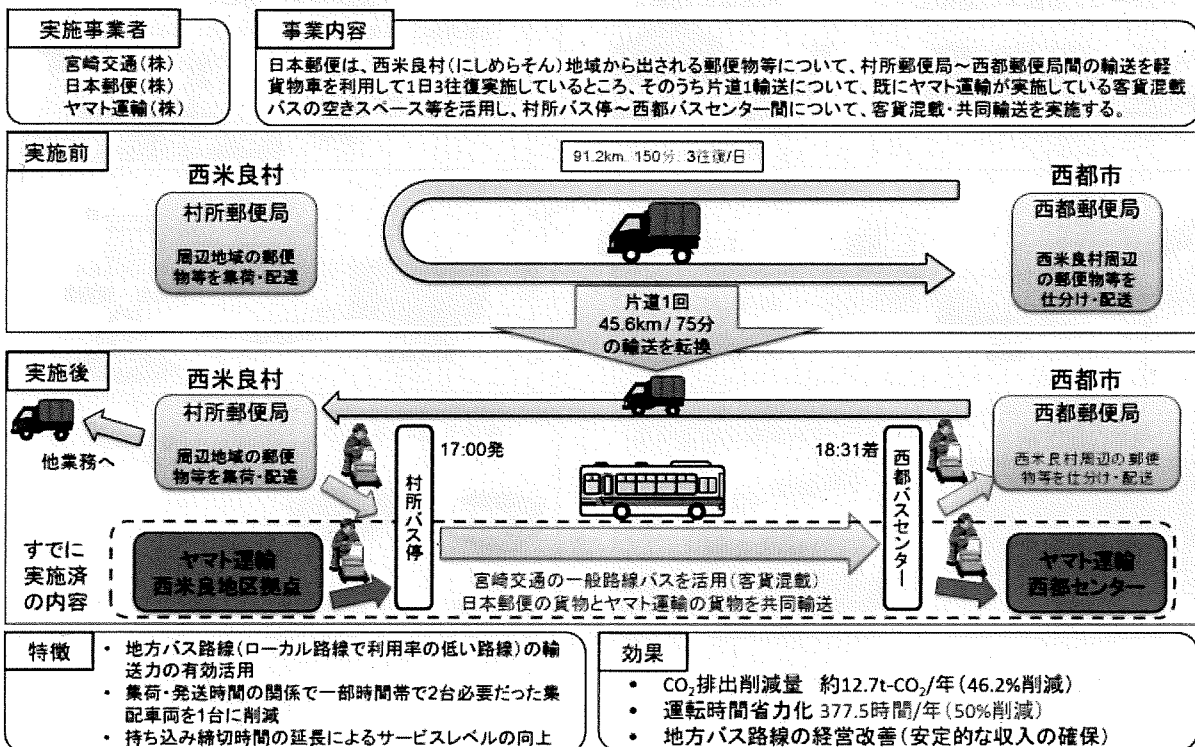 実施事業者
宮崎交通(株)
日本郵便(株)
ヤマト運輸(株)
事業内容
日本郵便は、西米良村(にしめらそん)地域から出される郵便物等について、村所郵便局～西都郵便局間の輸送を軽
貨物車を利用して1日3往復実施しているところ、そのうち片道1輸送について、既にヤマト運輸が実施している客貨混載
バスの空きスペース等を活用し、村所バス停～西都バスセンター間について、客貨混載・共同輸送を実施する。
実施前
91.2km 150分 3往復/日
西米良村
村所郵便局
周辺地域の郵便
物等を集荷・配達
西都市
西都郵便局
西米良村周辺
の郵便物等を
仕分け・配送
片道1回
45.6km / 75分
の輸送を転換
実施後
他業務へ
西米良村
村所郵便局
周辺地域の郵便
物等を集荷・配達
村所バス停
17:00発
18:31着
西都バスセンター
西都市
西都郵便局
西米良村周辺の郵便
物等を仕分け・配送
すでに
実施済
の内容
ヤマト運輸
西米良地区拠点
宮崎交通の一般路線バスを活用(客貨混載)
日本郵便の貨物とヤマト運輸の貨物を共同輸送
ヤマト運輸
西都センター
特徴
・ 地方バス路線(ローカル路線で利用率の低い路線)の輸
送力の有効活用
・ 集荷・発送時間の関係で一部時間帯で2台必要だった集
配車両を1台に削減
・ 持ち込み締切時間の延長によるサービスレベルの向上
効果
• CO₂排出削減量 約12.7t-CO₂/年(46.2%削減)
• 運転時間省力化 377.5時間/年(50%削減)
• 地方バス路線の経営改善(安定的な収入の確保)